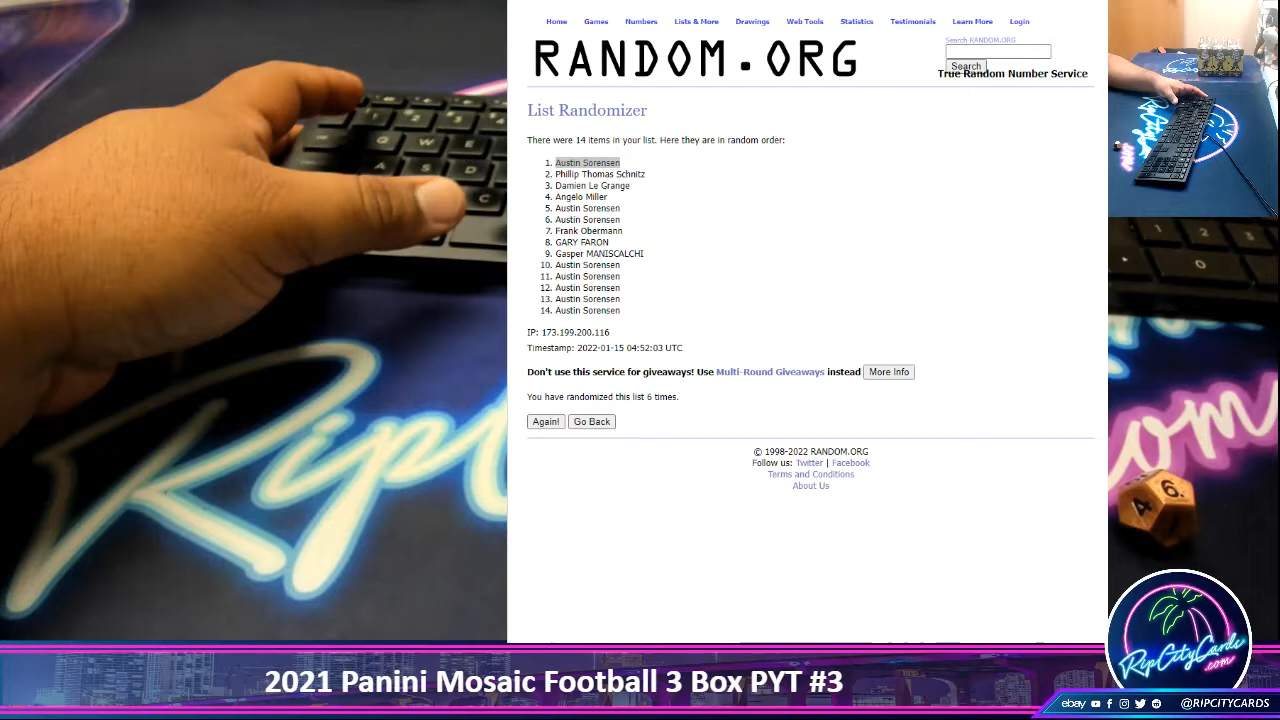 Home Games Numbers Lists & More Drawings Web Tools Statistics Testimonials Learn More Login
RANDOM.ORG
Search RANDOM.ORG
Search
True Random Number Service
List Randomizer
There were 14 items in your list. Here they are in random order:
1. Austin Sorensen
2. Phillip Thomas Schnitz
3. Damien Le Grange
4. Angelo Miller
5. Austin Sorensen
6. Austin Sorensen
7. Frank Obermann
8. GARY FARON
9. Gasper MANISCALCHI
10. Austin Sorensen
11. Austin Sorensen
12. Austin Sorensen
13. Austin Sorensen
14. Austin Sorensen
IP: 173.199.200.116
Timestamp: 2022-01-15 04:52:03 UTC
Don't use this service for giveaways! Use Multi-Round Giveaways instead More Info
You have randomized this list 6 times.
Again! Go Back
© 1998-2022 RANDOM.ORG
Follow us: Twitter | Facebook
Terms and Conditions
About Us
2021 Panini Mosaic Football 3 Box PYT #3
RipCityCards
.com
ebay @RIPCITYCARDS